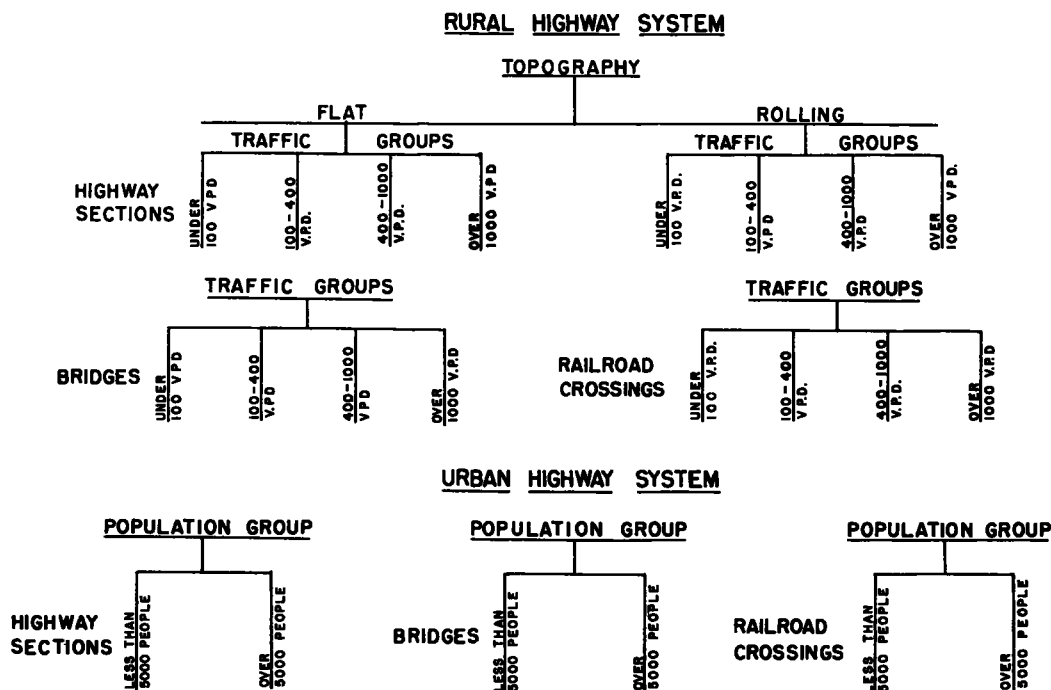 RURAL HIGHWAY SYSTEM
TOPOGRAPHY
FLAT
ROLLING
TRAFFIC GROUPS
TRAFFIC GROUPS
HIGHWAY
SECTIONS
UNDER
100 VPD
100-400
V.P.D.
400-1000
V.P.D.
OVER
1000 V.P.D
UNDER
100 V.P.D.
100-400
V.P.D
400-1000
V.P.D.
OVER
1000 V.P.D.
TRAFFIC GROUPS
TRAFFIC GROUPS
BRIDGES
UNDER
100 VPD
100-400
V.P.D
400-1000
VPD
OVER
1000 V.P.D
RAILROAD
CROSSINGS
UNDER
100 V.P.D.
100-400
V.P.D.
400-1000
V.P.D.
OVER
1000 V.P.D
URBAN HIGHWAY SYSTEM
POPULATION GROUP
POPULATION GROUP
POPULATION GROUP
HIGHWAY
SECTIONS
LESS THAN
5000 PEOPLE
OVER
5000 PEOPLE
BRIDGES
LESS THAN
5000 PEOPLE
OVER
5000 PEOPLE
RAILROAD
CROSSINGS
LESS THAN
5000 PEOPLE
OVER
5000 PEOPLE